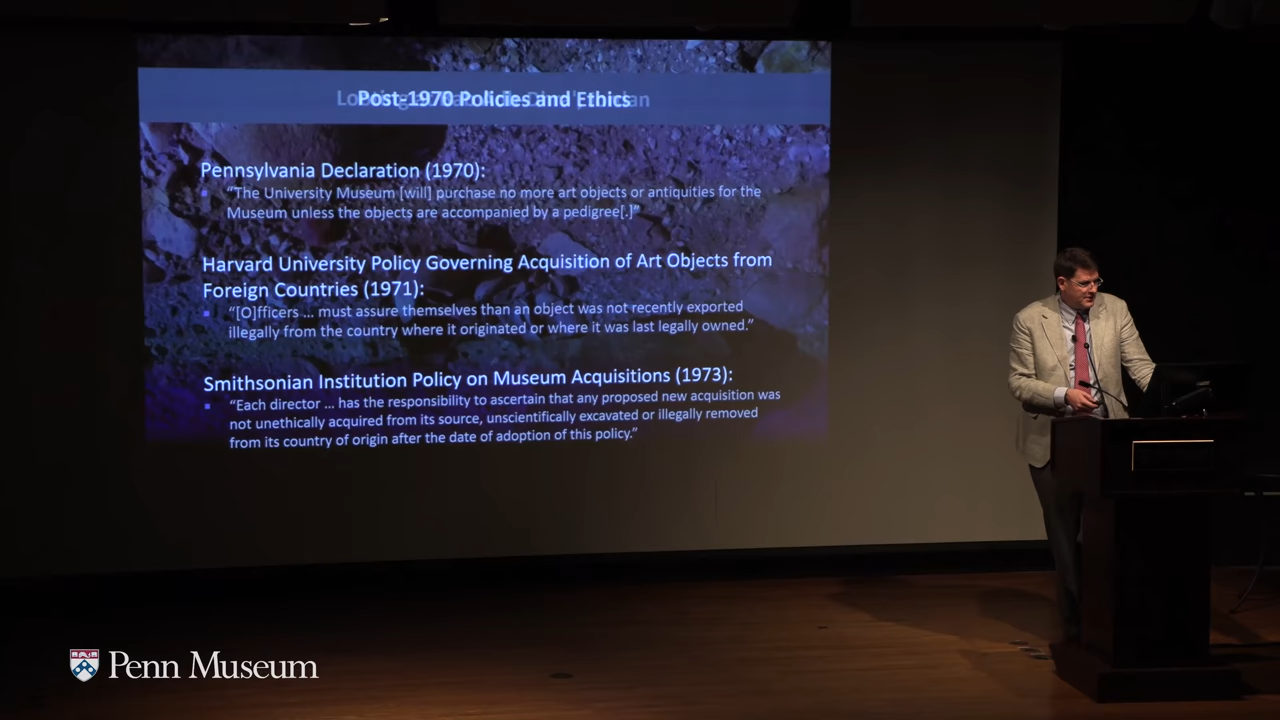 Post-1970 Policies and Ethics
Pennsylvania Declaration (1970):
“The University Museum [will] purchase no more art objects or antiquities for the
Museum unless the objects are accompanied by a pedigree[.]”
Harvard University Policy Governing Acquisition of Art Objects from
Foreign Countries (1971):
“[O]fficers ... must assure themselves than an object was not recently exported
illegally from the country where it originated or where it was last legally owned.”
Smithsonian Institution Policy on Museum Acquisitions (1973):
“Each director ... has the responsibility to ascertain that any proposed new acquisition was
not unethically acquired from its source, unscientifically excavated or illegally removed
from its country of origin after the date of adoption of this policy.”
Penn Museum